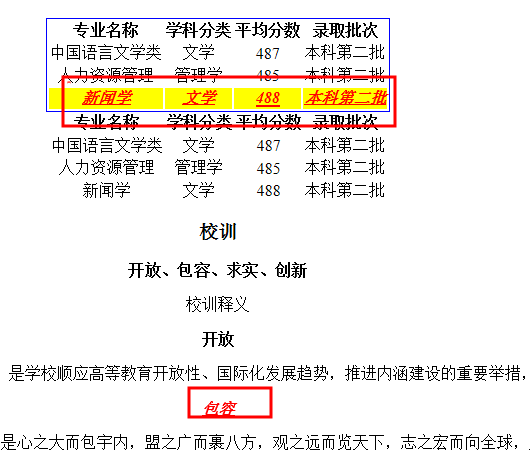 专业名称 学科分类 平均分数 录取批次
中国语言文学类 文学 487 本科第二批
人力资源管理 管理学 485 本科第二批
新闻学 文学 488 本科第二批
专业名称 学科分类 平均分数 录取批次
中国语言文学类 文学 487 本科第二批
人力资源管理 管理学 485 本科第二批
新闻学 文学 488 本科第二批
校训
开放、包容、求实、创新
校训释义
开放
是学校顺应高等教育开放性、国际化发展趋势，推进内涵建设的重要举措，
包容
是心之大而包宇内，盟之广而裹八方，观之远而览天下，志之宏而向全球，